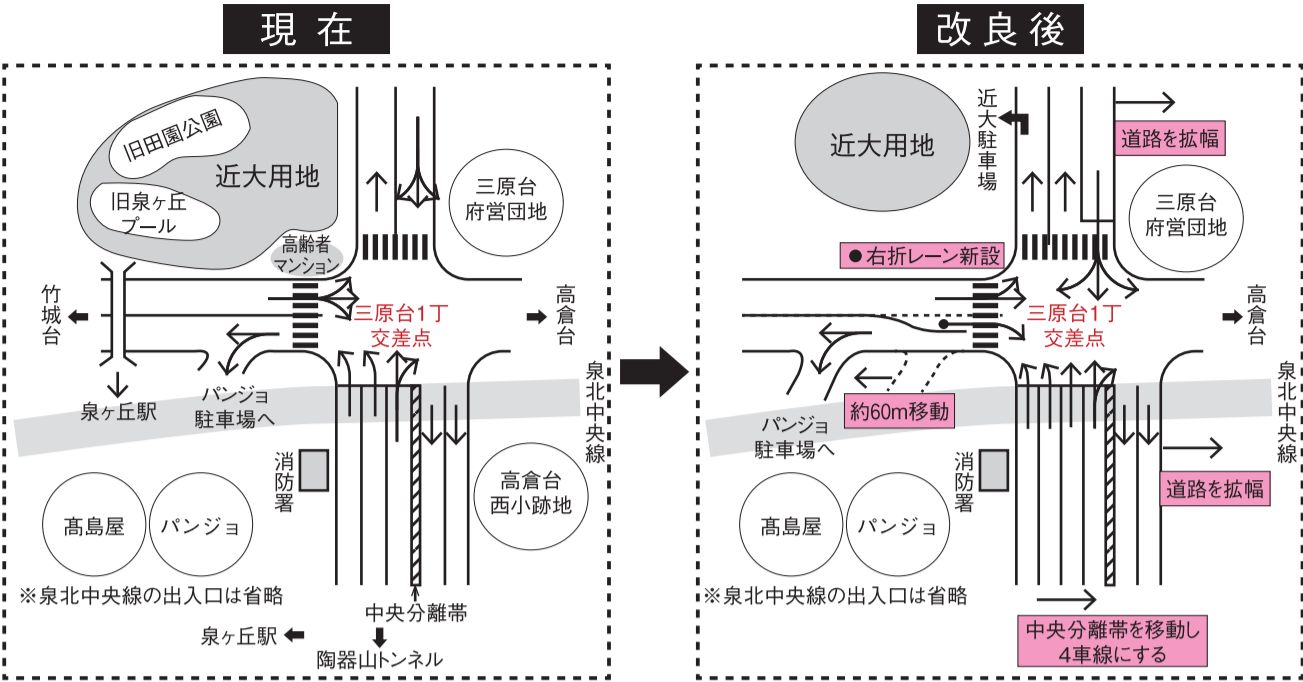 現在
旧田園公園
近大用地
旧泉ヶ丘
プール
高齢者
マンション
三原台
府営団地
竹城台
三原台1丁
交差点
高倉台
泉ヶ丘駅
パンジョ
駐車場へ
泉北中央線
消防署
高倉台
西小跡地
髙島屋
パンジョ
※泉北中央線の出入口は省略
中央分離帯
泉ヶ丘駅
陶器山トンネル
改良後
近大用地
近大駐車場
道路を拡幅
三原台
府営団地
●右折レーン新設
三原台1丁
交差点
高倉台
約60m移動
パンジョ
駐車場へ
泉北中央線
消防署
道路を拡幅
髙島屋
パンジョ
※泉北中央線の出入口は省略
中央分離帯を移動し
4車線にする